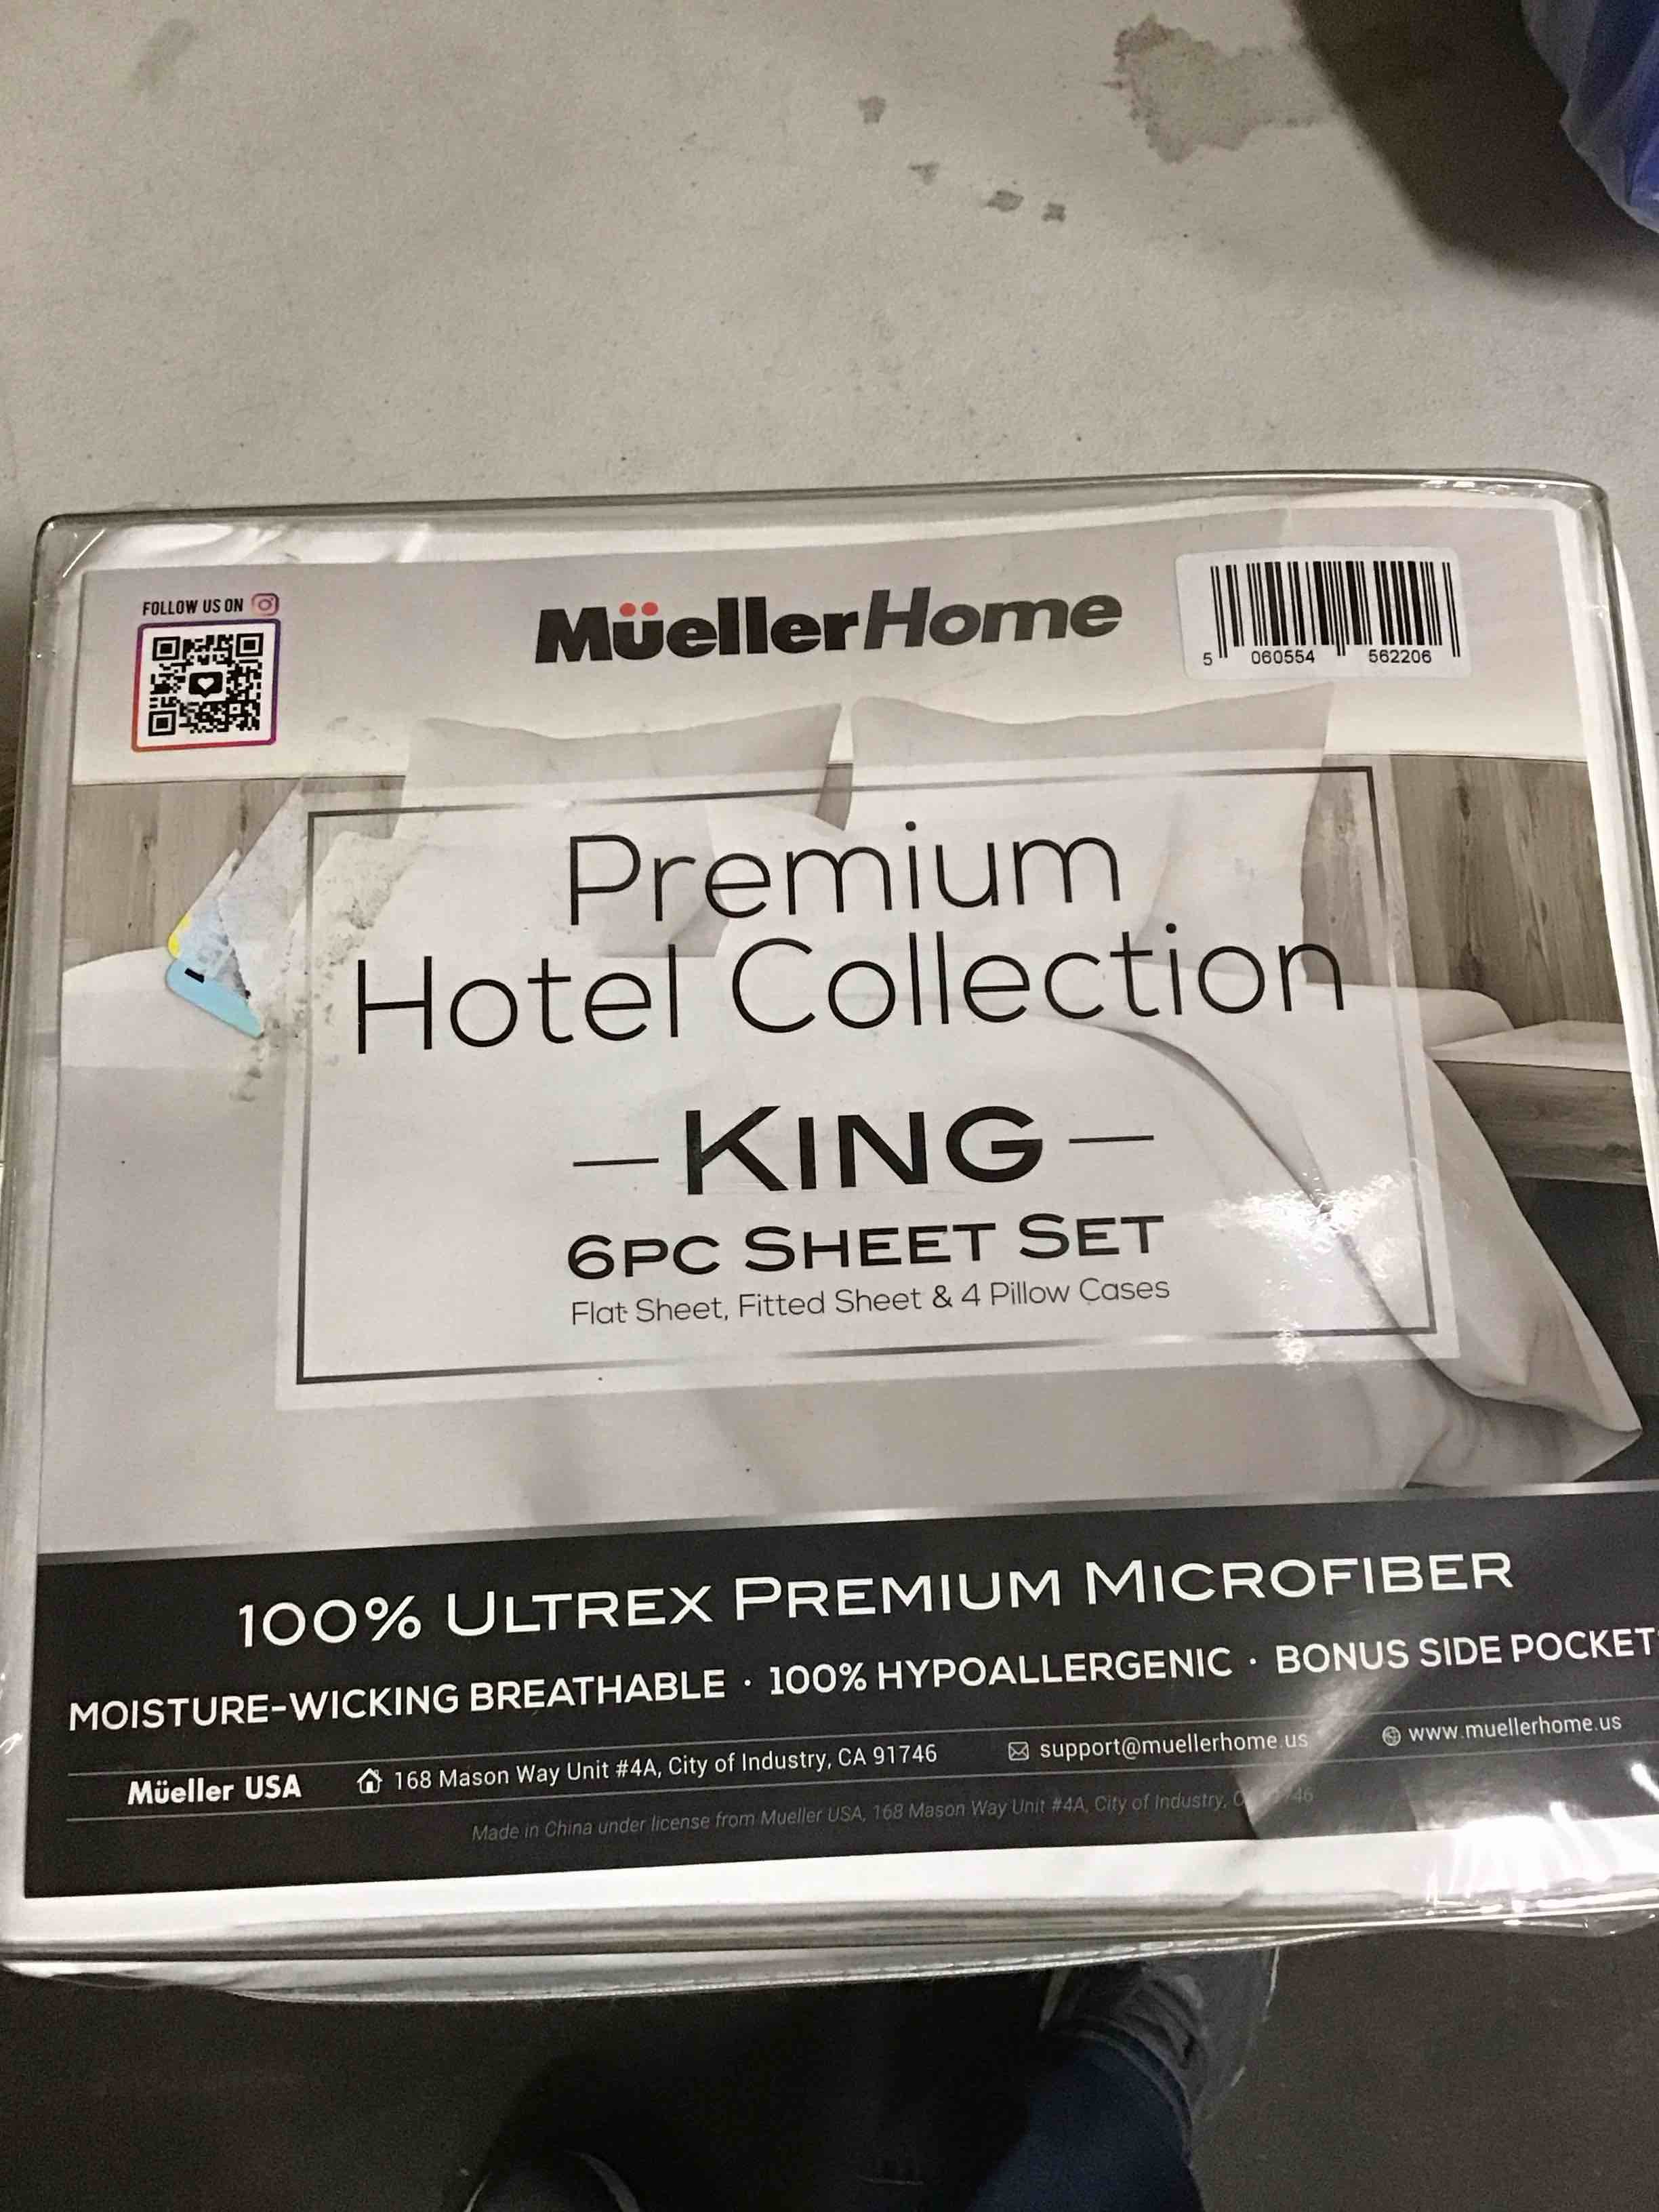 FOLLOW US ON
MüellerHome
5 060554 562206
Premium
Hotel Collection
— KING —
6PC SHEET SET
Flat Sheet, Fitted Sheet & 4 Pillow Cases
100% ULTREX PREMIUM MICROFIBER
MOISTURE-WICKING BREATHABLE · 100% HYPOALLERGENIC · BONUS SIDE POCKET
Müeller USA 168 Mason Way Unit #4A, City of Industry, CA 91746 support@muellerhome.us www.muellerhome.us
Made in China under license from Mueller USA, 168 Mason Way Unit #4A, City of Industry,